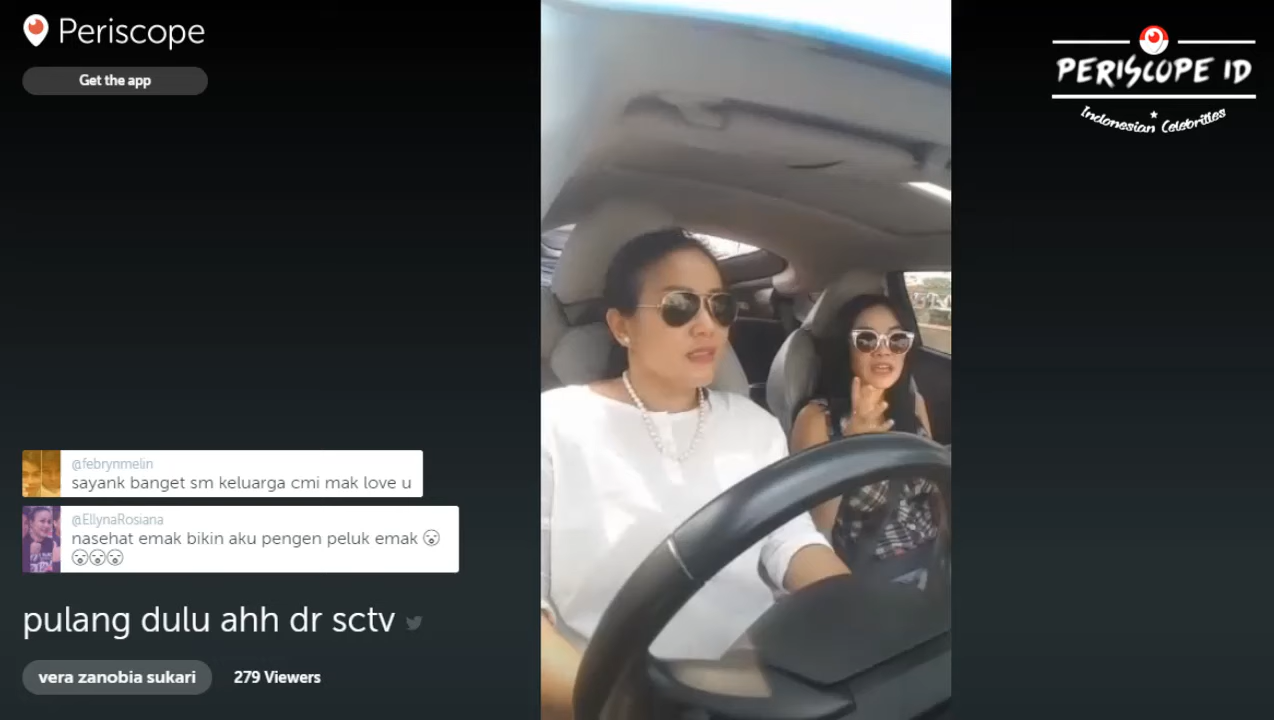 Periscope
Get the app
PERISCOPE ID
Indonesian Celebrities
@febrynmelin
sayank banget sm keluarga cmi mak love u
@EllynaRosiana
nasehat emak bikin aku pengen peluk emak 😮
😮😮😮
pulang dulu ahh dr sctv
vera zanobia sukari
279 Viewers